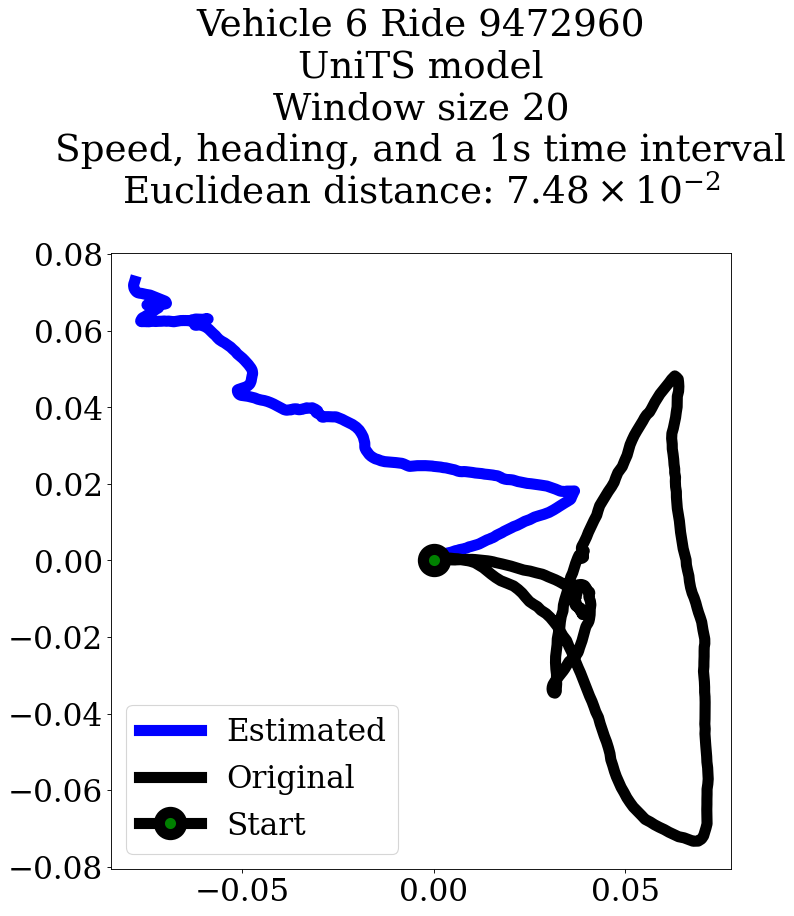 Vehicle 6 Ride 9472960
UniTS model
Window size 20
Speed, heading, and a 1s time interval
Euclidean distance: 7.48 × 10⁻²
0.08
0.06
0.04
0.02
0.00
−0.02
−0.04
−0.06
−0.08
Estimated
Original
Start
−0.05
0.00
0.05